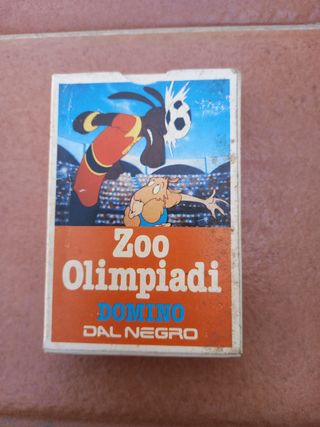 Zoo
Olimpiadi
DOMINO
DAL NEGRO